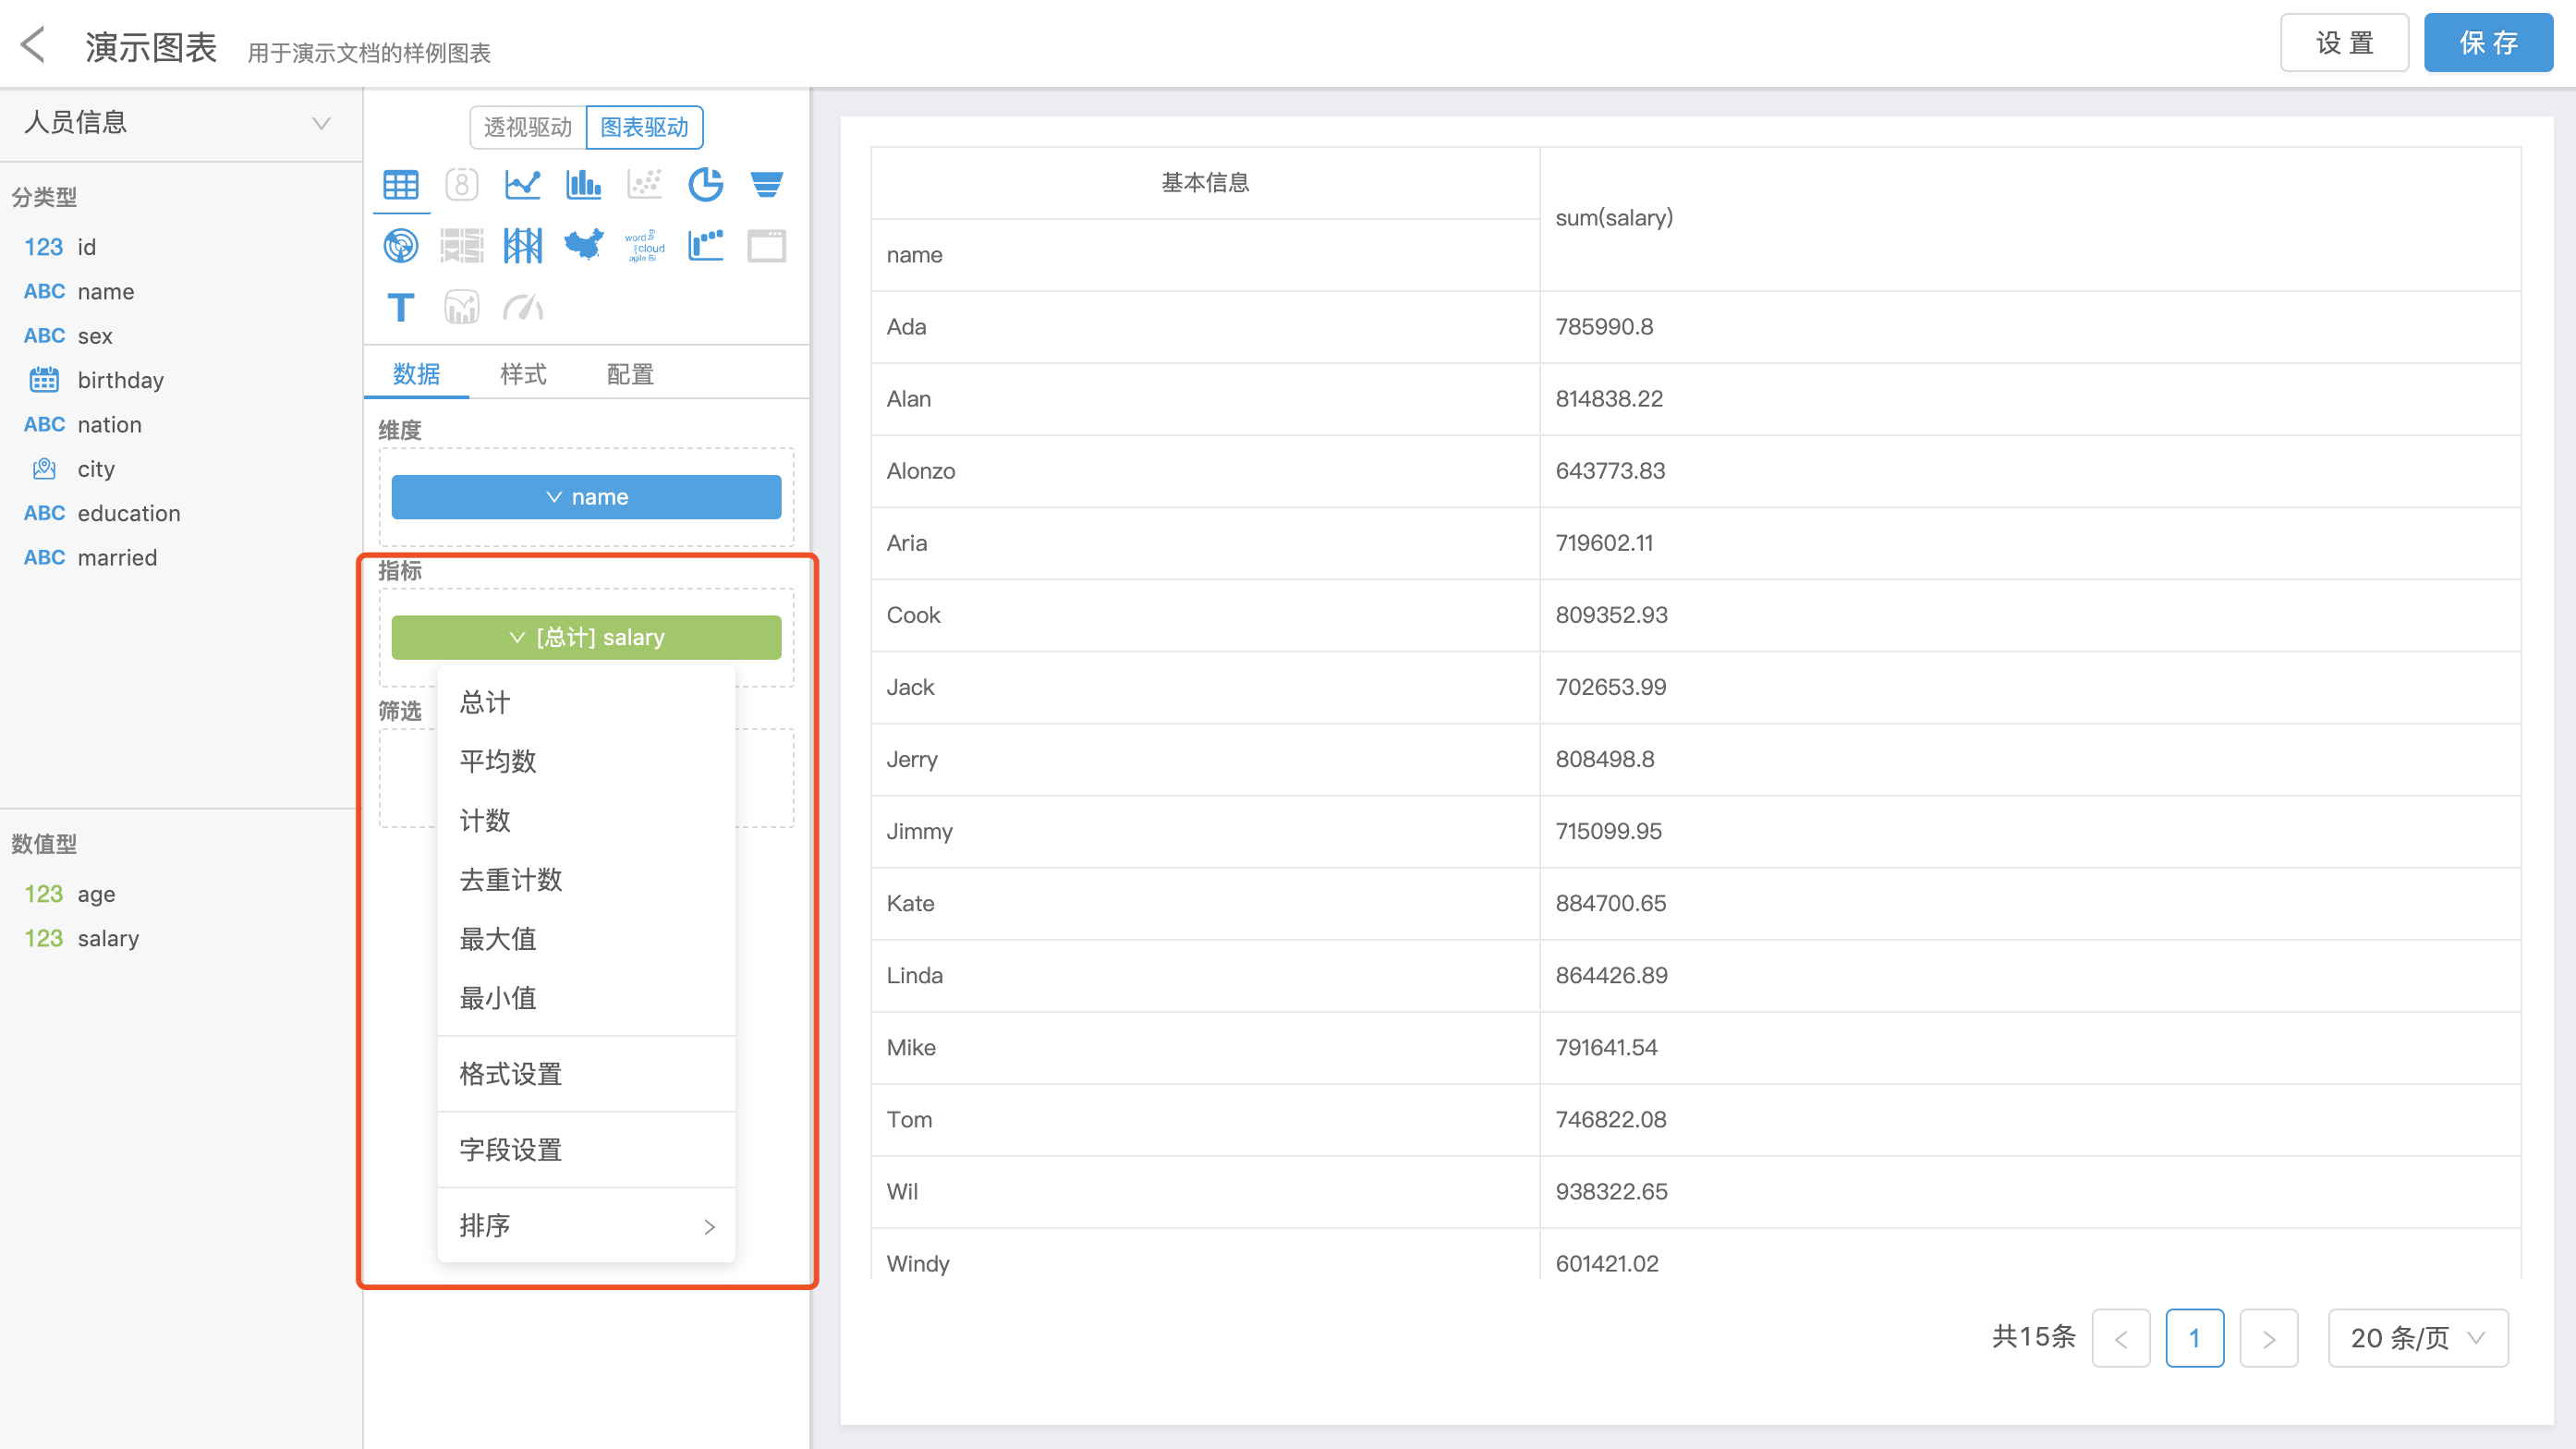 演示图表 用于演示文档的样例图表
设 置 保 存
人员信息
分类型
123 id
ABC name
ABC sex
birthday
ABC nation
city
ABC education
ABC married
数值型
123 age
123 salary
透视驱动 图表驱动
8
word
cloud
agile BI
T
数据 样式 配置
维度
name
指标
[总计] salary
筛选
总计
平均数
计数
去重计数
最大值
最小值
格式设置
字段设置
排序
基本信息
sum(salary)
name
Ada 785990.8
Alan 814838.22
Alonzo 643773.83
Aria 719602.11
Cook 809352.93
Jack 702653.99
Jerry 808498.8
Jimmy 715099.95
Kate 884700.65
Linda 864426.89
Mike 791641.54
Tom 746822.08
Wil 938322.65
Windy 601421.02
共15条 1 20 条/页